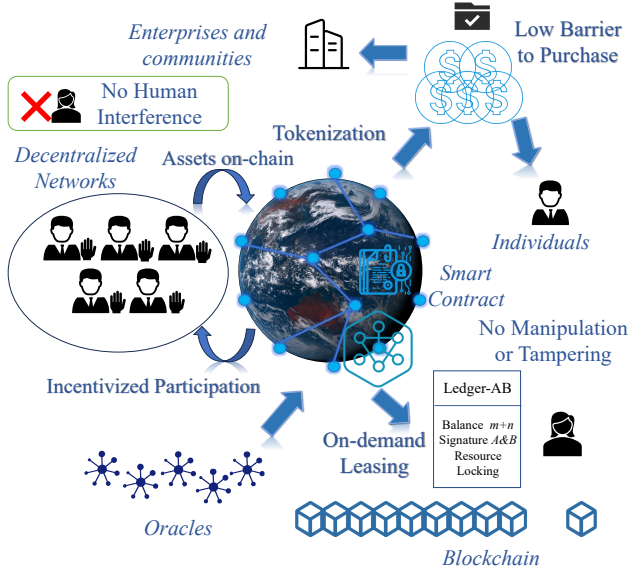 Enterprises and
communities
Low Barrier
to Purchase
No Human
Interference
Tokenization
Decentralized
Networks
Assets on-chain
Individuals
Smart
Contract
No Manipulation
or Tampering
Incentivized Participation
Ledger-AB
On-demand
Leasing
Balance m+n
Signature A&B
Resource
Locking
Oracles
Blockchain